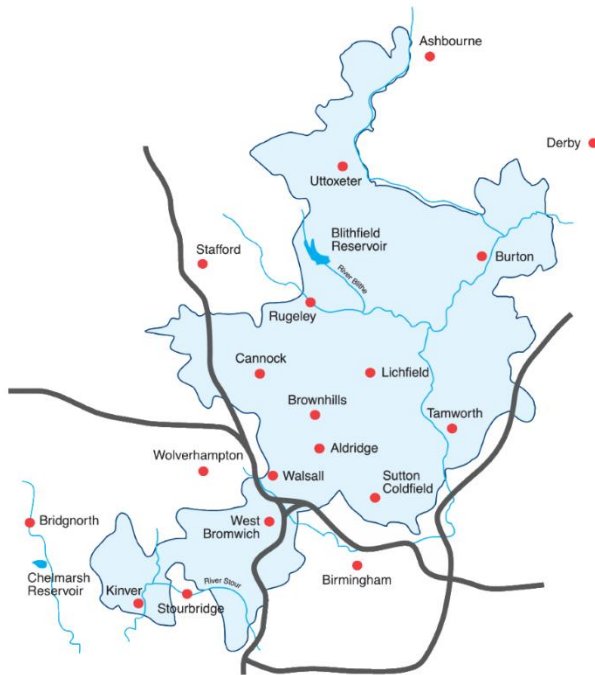 Ashbourne
Derby
Uttoxeter
Blithfield
Reservoir
Stafford
Burton
River Blithe
Rugeley
Cannock
Lichfield
Brownhills
Tamworth
Aldridge
Wolverhampton
Walsall
Sutton
Coldfield
West
Bromwich
Bridgnorth
Birmingham
Chelmarsh
Reservoir
River Stour
Kinver
Stourbridge